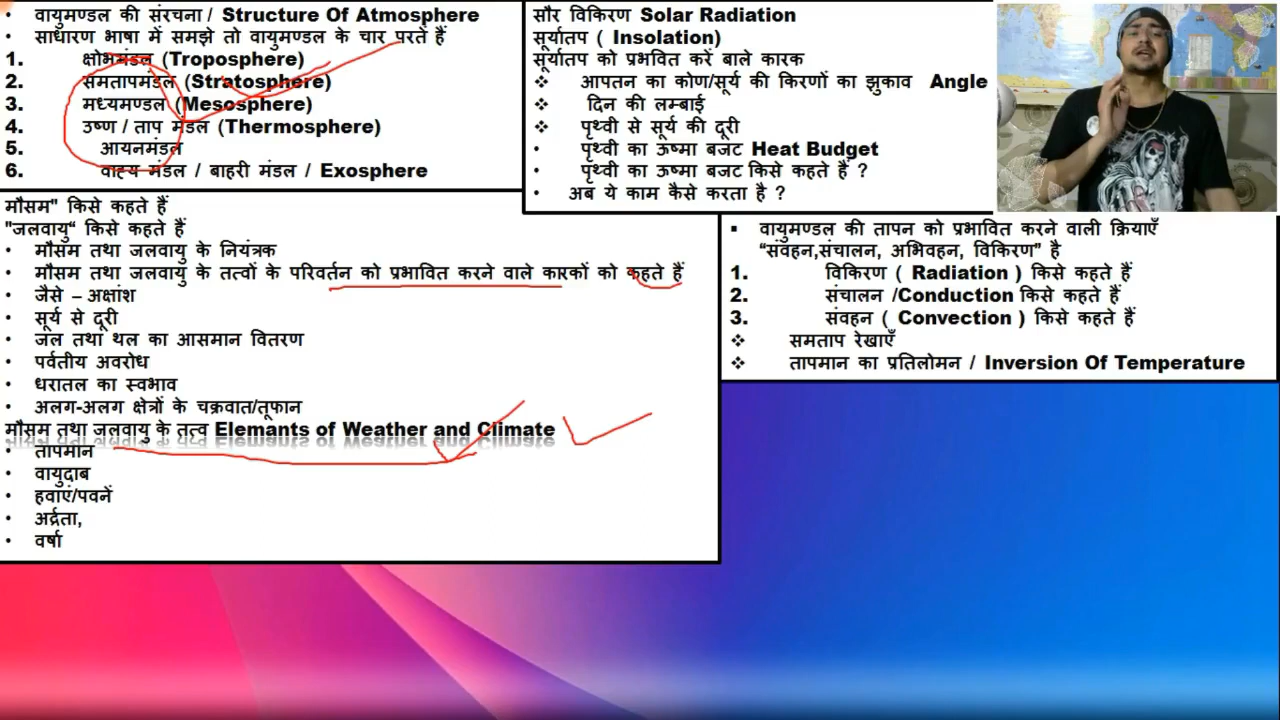 वायुमण्डल की संरचना / Structure Of Atmosphere
साधारण भाषा में समझे तो वायुमण्डल के चार परतें हैं
1. क्षोभमंडल (Troposphere)
2. समतापमंडल (Stratosphere)
3. मध्यमण्डल (Mesosphere)
4. उष्ण / ताप मंडल (Thermosphere)
5. आयनमंडल
6. वाह्य मंडल / बाहरी मंडल / Exosphere
मौसम" किसे कहते हैं
"जलवायु“ किसे कहते हैं
मौसम तथा जलवायु के नियंत्रक
मौसम तथा जलवायु के तत्वों के परिवर्तन को प्रभावित करने वाले कारकों को कहते हैं
जैसे – अक्षांश
सूर्य से दूरी
जल तथा थल का आसमान वितरण
पर्वतीय अवरोध
धरातल का स्वभाव
अलग-अलग क्षेत्रों के चक्रवात/तूफान
मौसम तथा जलवायु के तत्व Elemants of Weather and Climate
तापमान
वायुदाब
हवाएं/पवनें
अर्द्रता,
वर्षा
सौर विकिरण Solar Radiation
सूर्यातप ( Insolation)
सूर्यातप को प्रभवित करें बाले कारक
आपतन का कोण/सूर्य की किरणों का झुकाव Angle
दिन की लम्बाई
पृथ्वी से सूर्य की दूरी
पृथ्वी का ऊष्मा बजट Heat Budget
पृथ्वी का ऊष्मा बजट किसे कहते हैं ?
अब ये काम कैसे करता है ?
वायुमण्डल की तापन को प्रभावित करने वाली क्रियाएँ
“संवहन,संचालन, अभिवहन, विकिरण” है
1. विकिरण ( Radiation ) किसे कहते हैं
2. संचालन /Conduction किसे कहते हैं
3. संवहन ( Convection ) किसे कहते हैं
समताप रेखाएँ
तापमान का प्रतिलोमन / Inversion Of Temperature